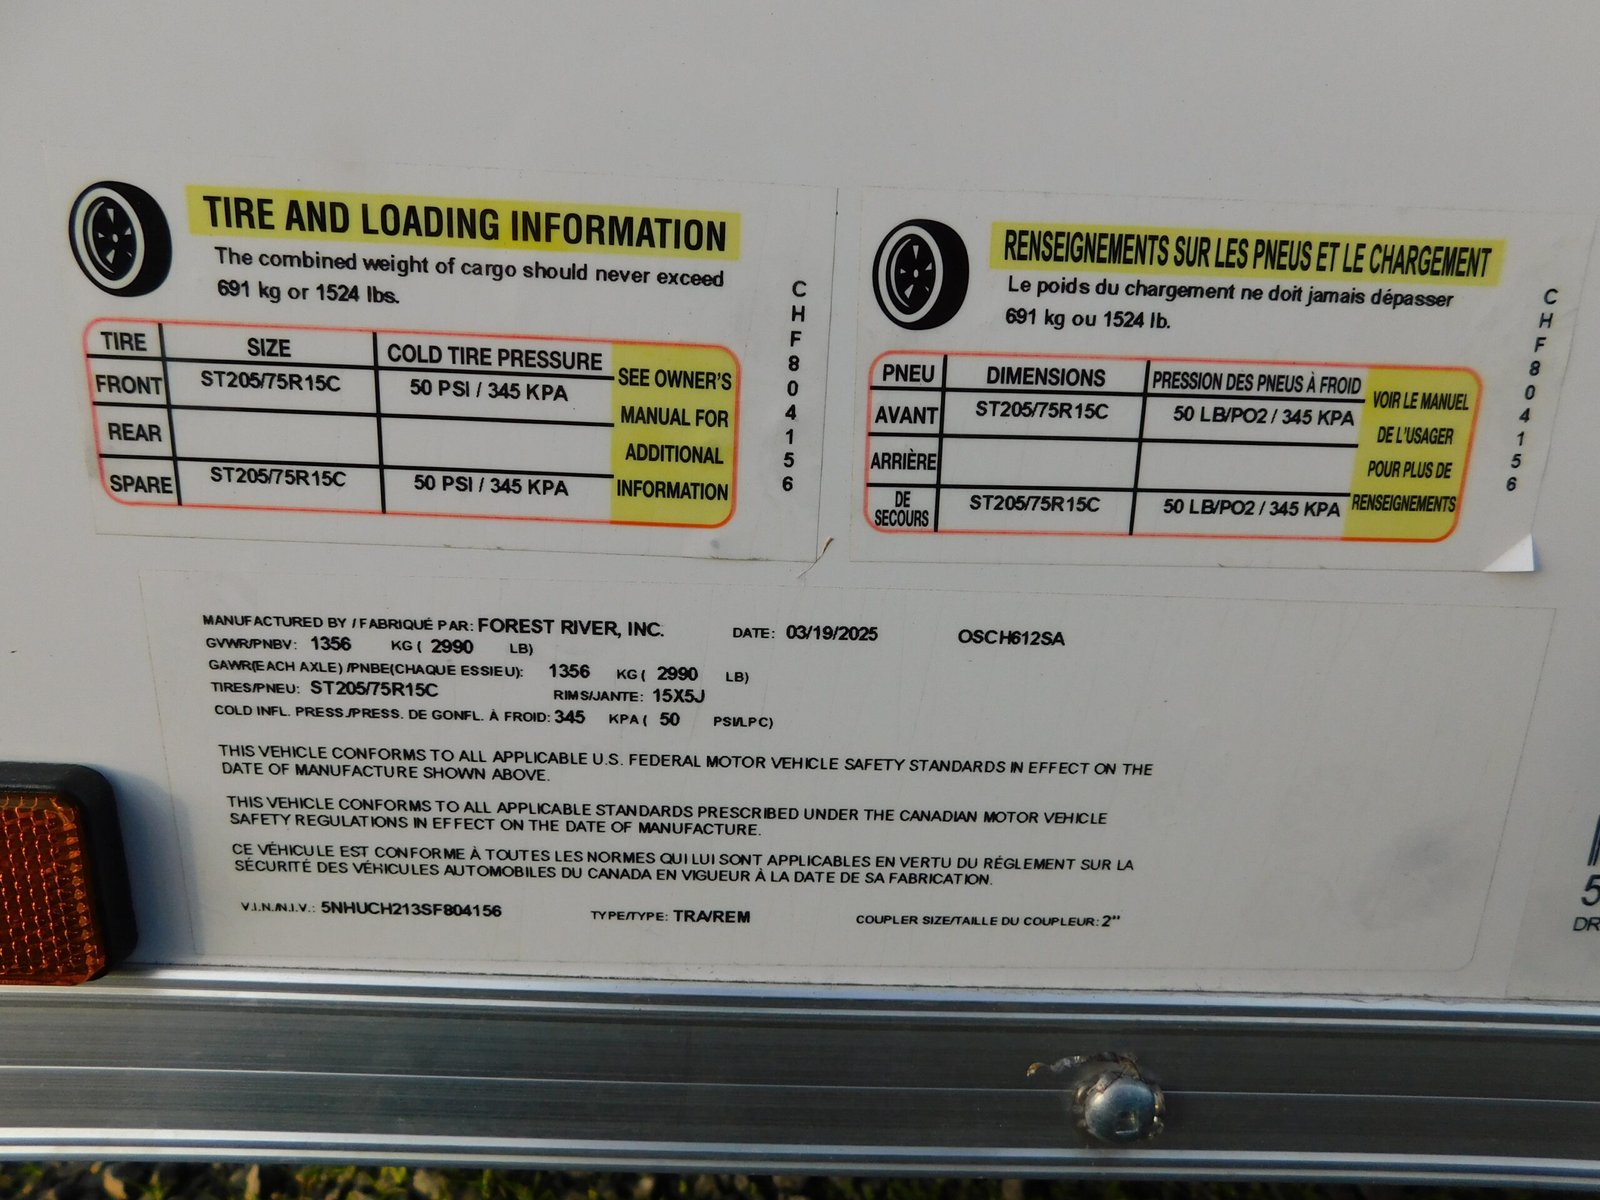 TIRE AND LOADING INFORMATION
The combined weight of cargo should never exceed
691 kg or 1524 lbs.
TIRE SIZE COLD TIRE PRESSURE SEE OWNER'S
FRONT ST205/75R15C 50 PSI / 345 KPA MANUAL FOR
REAR ADDITIONAL
SPARE ST205/75R15C 50 PSI / 345 KPA INFORMATION
CHF804156
RENSEIGNEMENTS SUR LES PNEUS ET LE CHARGEMENT
Le poids du chargement ne doit jamais dépasser
691 kg ou 1524 lb.
PNEU DIMENSIONS PRESSION DES PNEUS À FROID VOIR LE MANUEL
AVANT ST205/75R15C 50 LB/PO2 / 345 KPA DE L'USAGER
ARRIÈRE POUR PLUS DE
DE SECOURS ST205/75R15C 50 LB/PO2 / 345 KPA RENSEIGNEMENTS
CHF804156
MANUFACTURED BY / FABRIQUÉ PAR: FOREST RIVER, INC. DATE: 03/19/2025 OSCH612SA
GVWR/PNBV: 1356 KG ( 2990 LB)
GAWR(EACH AXLE) /PNBE(CHAQUE ESSIEU): 1356 KG ( 2990 LB)
TIRES/PNEU: ST205/75R15C RIMS/JANTE: 15X5J
COLD INFL. PRESS./PRESS. DE GONFL. À FROID: 345 KPA ( 50 PSI/LPC)
THIS VEHICLE CONFORMS TO ALL APPLICABLE U.S. FEDERAL MOTOR VEHICLE SAFETY STANDARDS IN EFFECT ON THE
DATE OF MANUFACTURE SHOWN ABOVE.
THIS VEHICLE CONFORMS TO ALL APPLICABLE STANDARDS PRESCRIBED UNDER THE CANADIAN MOTOR VEHICLE
SAFETY REGULATIONS IN EFFECT ON THE DATE OF MANUFACTURE.
CE VÉHICULE EST CONFORME À TOUTES LES NORMES QUI LUI SONT APPLICABLES EN VERTU DU RÉGLEMENT SUR LA
SÉCURITÉ DES VÉHICULES AUTOMOBILES DU CANADA EN VIGUEUR À LA DATE DE SA FABRICATION.
V.I.N./N.I.V.: 5NHUCH213SF804156 TYPE/TYPE: TRA/REM COUPLER SIZE/TAILLE DU COUPLEUR: 2"